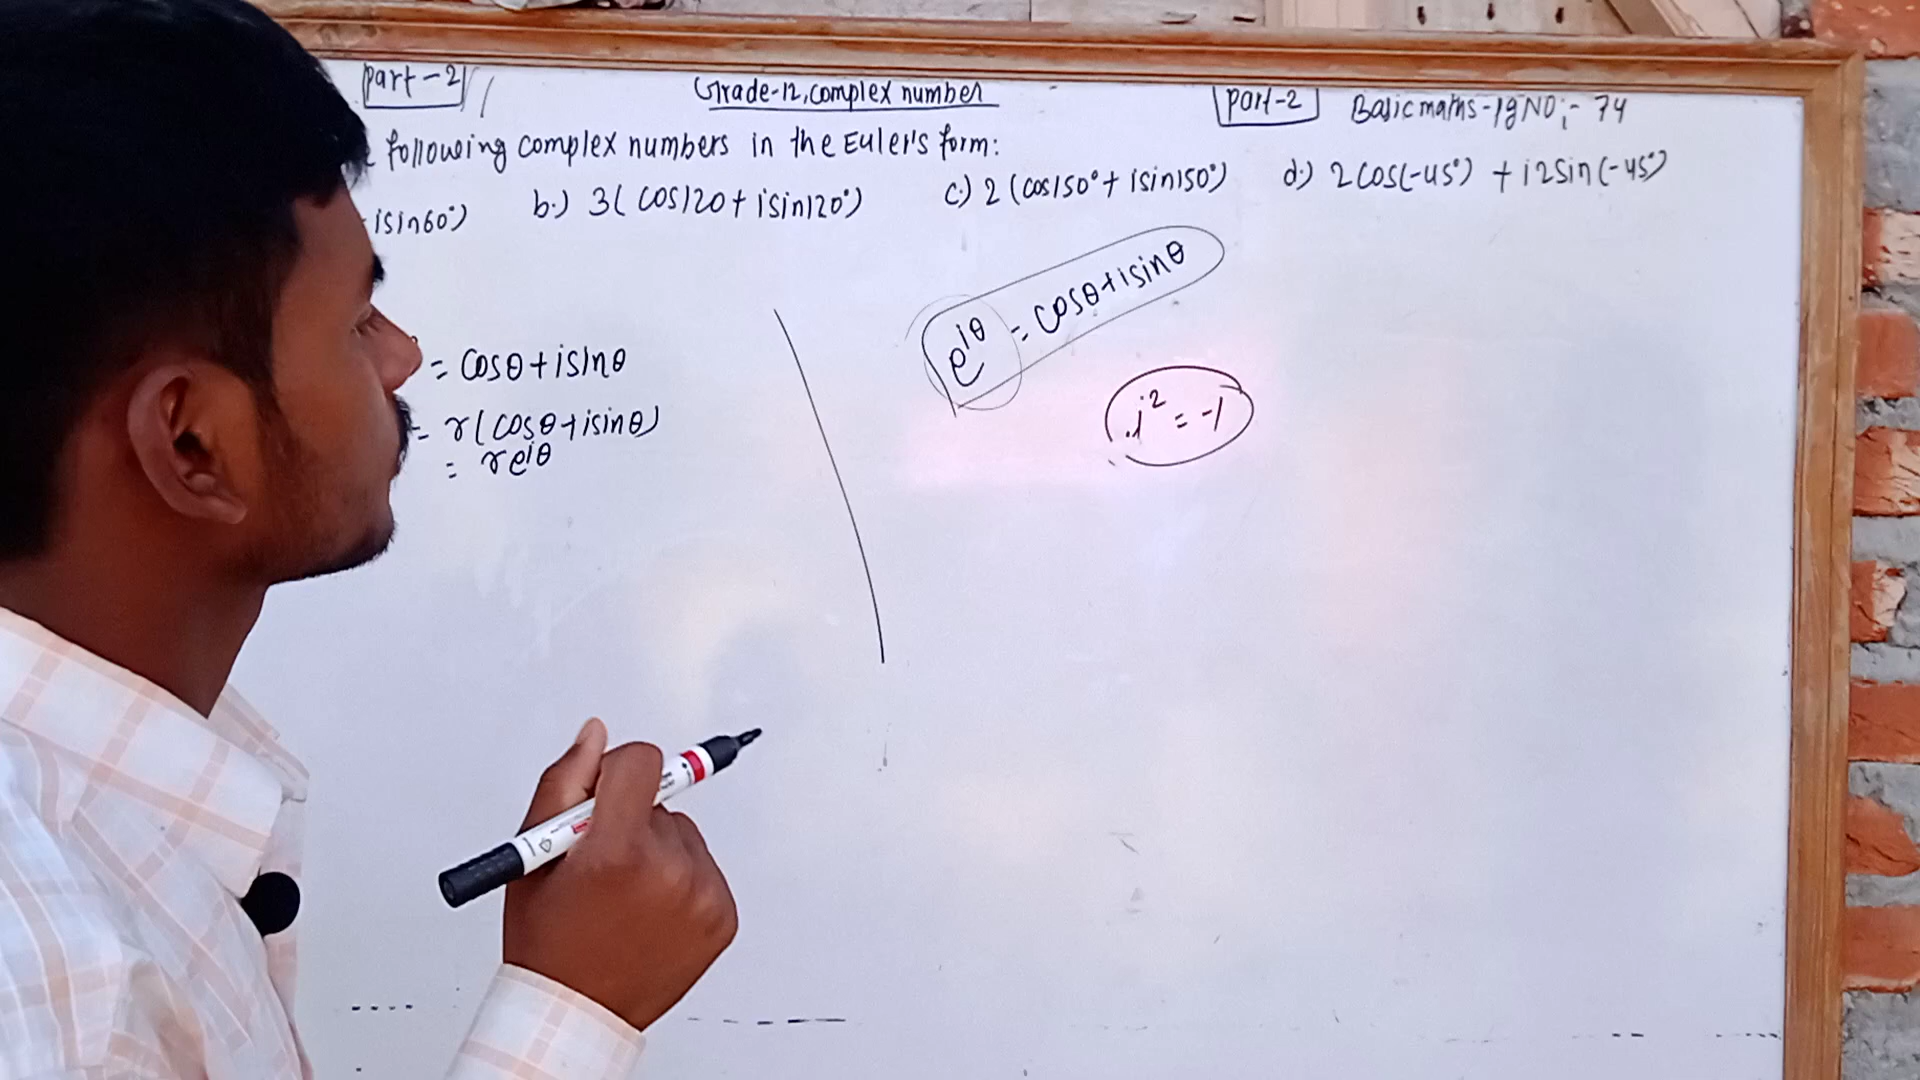 Part-2
Grade-12, complex number
Part-2 Basic maths-pg NO;- 74
following complex numbers in the Euler's form:
isin60°) b.) 3(cos120+isin120°) c.) 2(cos150°+isin150°) d.) 2cos(-45°)+i2sin(-45°)
e^iθ = cosθ+isinθ
= cosθ+isinθ
i² = -1
= r(cosθ+isinθ)
= re^iθ